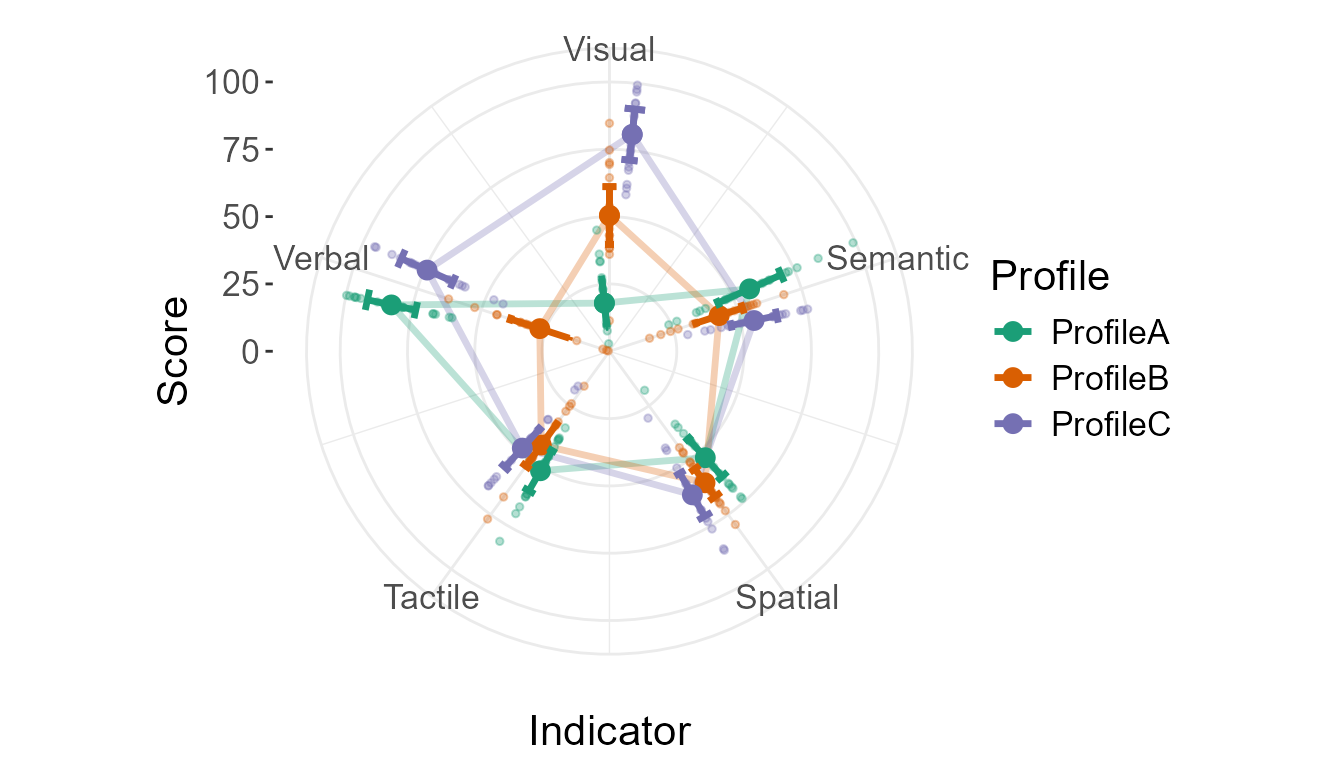 Visual
100
75
50
25
0
Verbal
Semantic
Tactile
Spatial
Score
Indicator
Profile
ProfileA
ProfileB
ProfileC